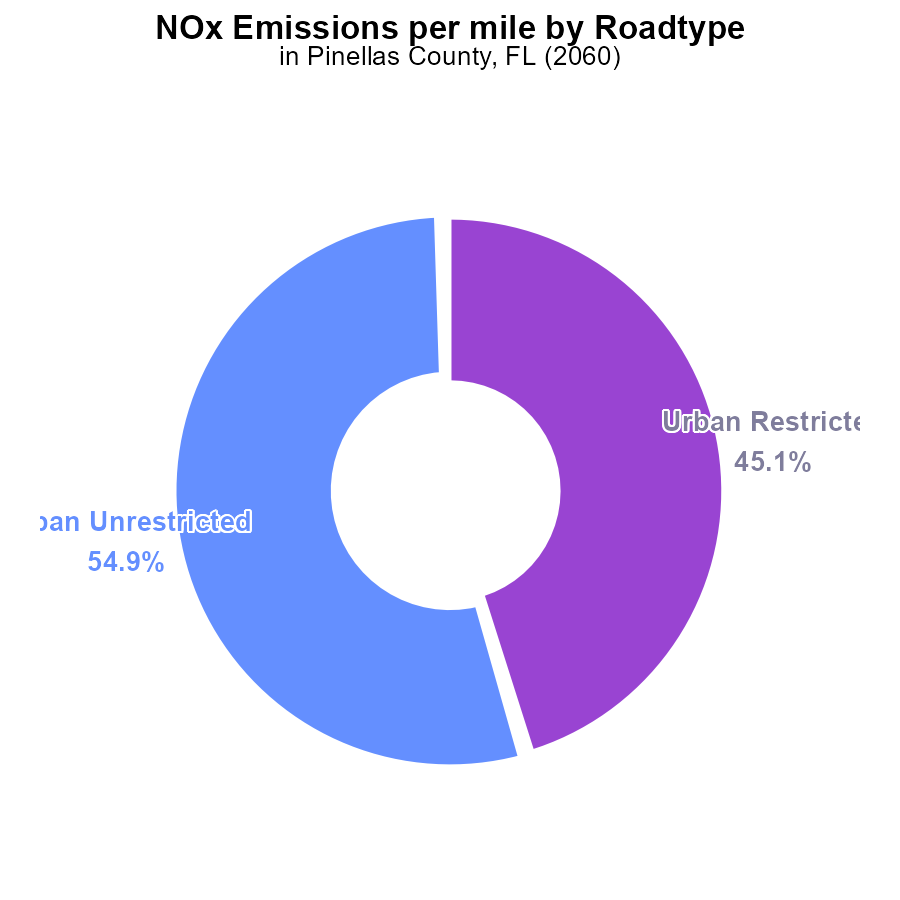 NOx Emissions per mile by Roadtype
in Pinellas County, FL (2060)
Urban Restricte
45.1%
ban Unrestricted
54.9%